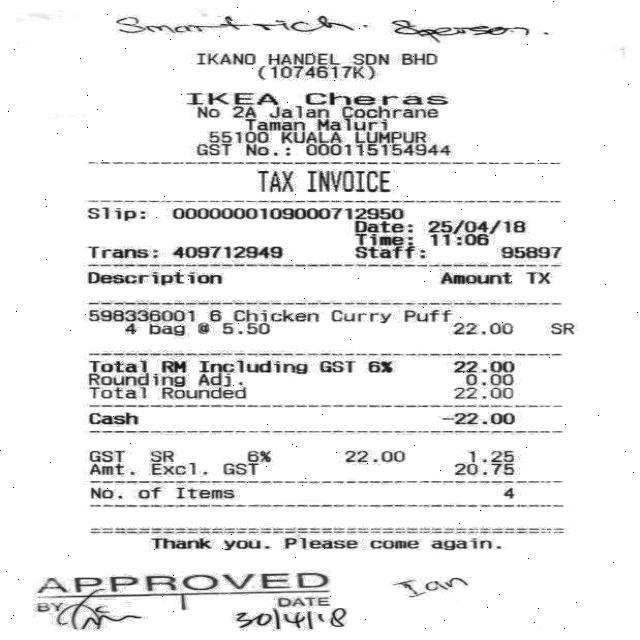 Smartrich.
IKANO HANDEL SDN BHD
(1074617K)
IKEA Cheras
No 2A Jalan Cochrane
Taman Maluri
55100 KUALA LUMPUR
GST No.: 000115154944
TAX INVOICE
Slip: 0000000109000712950
Date: 25/04/18
Time: 11:06
Trans: 409712949 Staff: 95897
Description Amount TX
598336001 6 Chicken Curry Puff
4 bag @ 5.50 22.00 SR
Total RM Including GST 6% 22.00
Rounding Adj. 0.00
Total Rounded 22.00
Cash -22.00
GST SR 6% 22.00 1.25
Amt. Excl. GST 20.75
No. of Items 4
Thank you. Please come again.
APPROVED
BY DATE
30/4/18
Ian